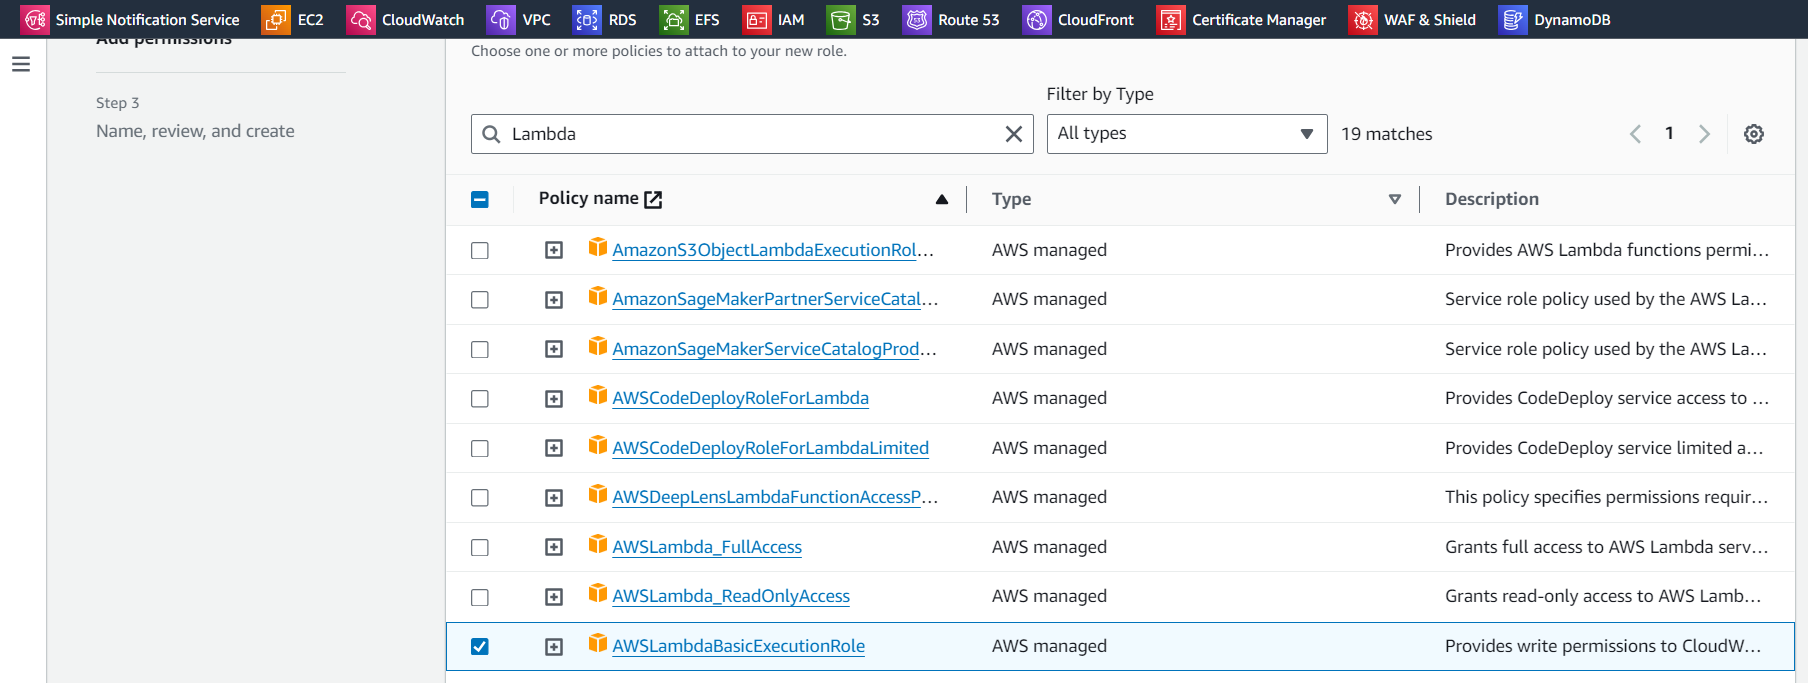 Simple Notification Service EC2 CloudWatch VPC RDS EFS IAM S3 Route 53 CloudFront Certificate Manager WAF & Shield DynamoDB
Add permissions
Step 3
Name, review, and create
Choose one or more policies to attach to your new role.
Filter by Type
Lambda All types 19 matches 1
Policy name Type Description
AmazonS3ObjectLambdaExecutionRol... AWS managed Provides AWS Lambda functions permi...
AmazonSageMakerPartnerServiceCatal... AWS managed Service role policy used by the AWS La...
AmazonSageMakerServiceCatalogProd... AWS managed Service role policy used by the AWS La...
AWSCodeDeployRoleForLambda AWS managed Provides CodeDeploy service access to ...
AWSCodeDeployRoleForLambdaLimited AWS managed Provides CodeDeploy service limited a...
AWSDeepLensLambdaFunctionAccessP... AWS managed This policy specifies permissions requir...
AWSLambda_FullAccess AWS managed Grants full access to AWS Lambda serv...
AWSLambda_ReadOnlyAccess AWS managed Grants read-only access to AWS Lamb...
AWSLambdaBasicExecutionRole AWS managed Provides write permissions to CloudW...